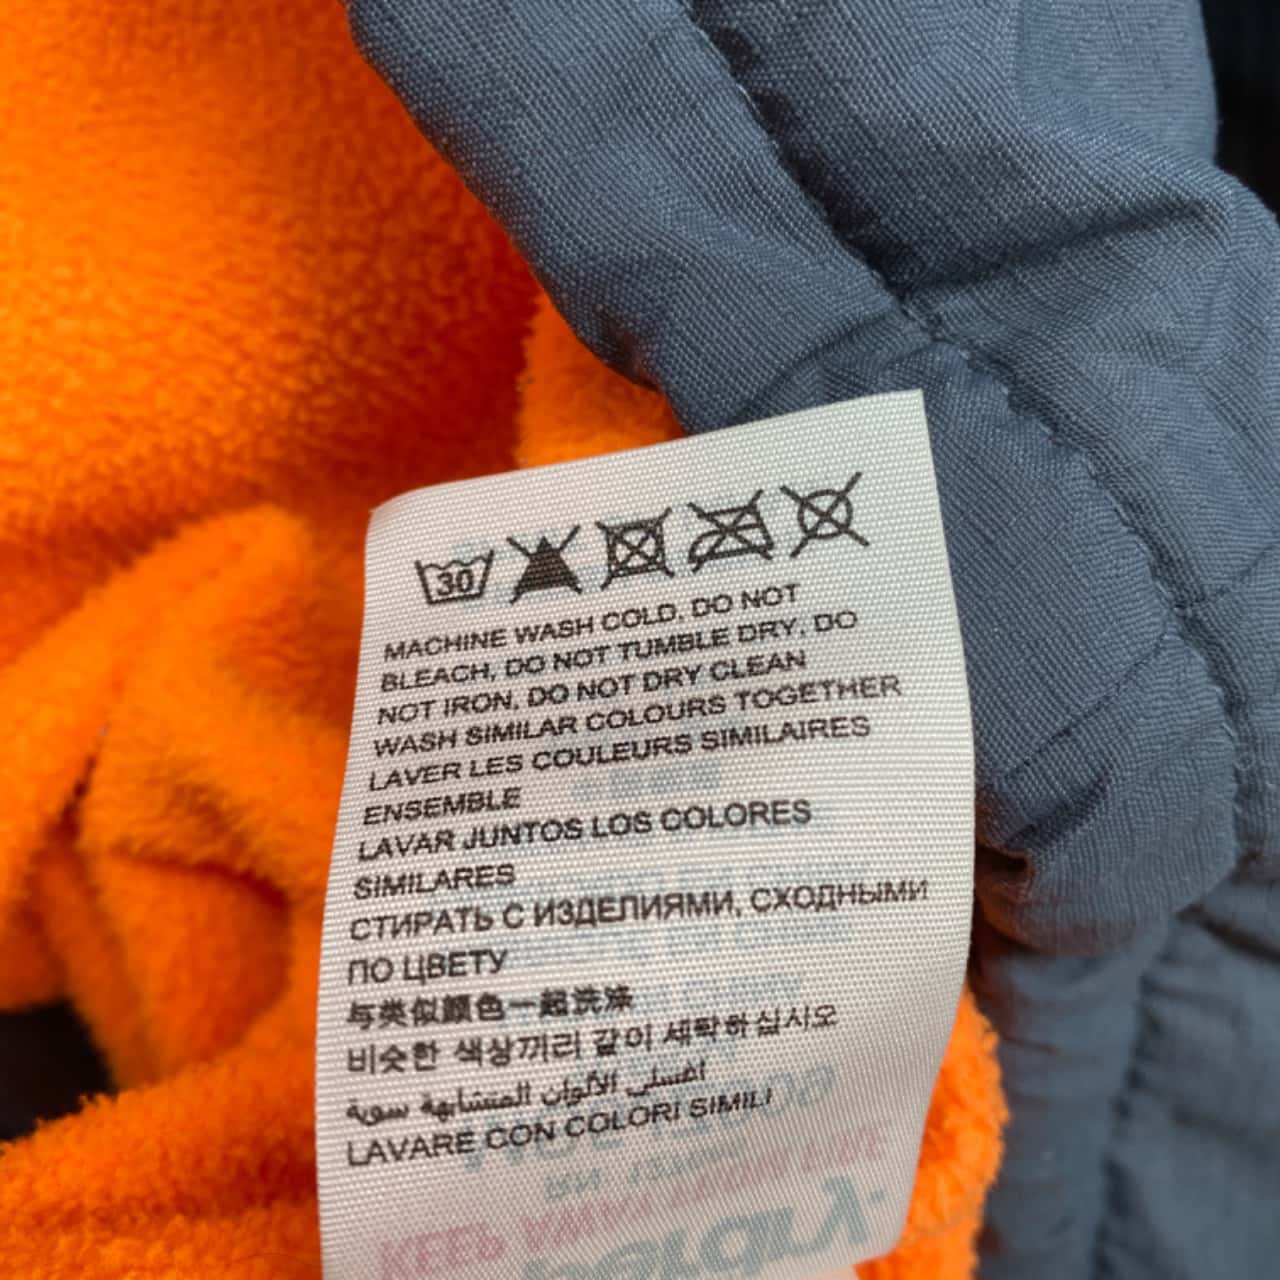 30
MACHINE WASH COLD, DO NOT
BLEACH, DO NOT TUMBLE DRY, DO
NOT IRON, DO NOT DRY CLEAN
WASH SIMILAR COLOURS TOGETHER
LAVER LES COULEURS SIMILAIRES
ENSEMBLE
LAVAR JUNTOS LOS COLORES
SIMILARES
СТИРАТЬ С ИЗДЕЛИЯМИ, СХОДНЫМИ
ПО ЦВЕТУ
与类似颜色一起洗涤
비슷한 색상끼리 같이 세탁하십시오
اغسلي الألوان المتشابهة سوية
LAVARE CON COLORI SIMILI